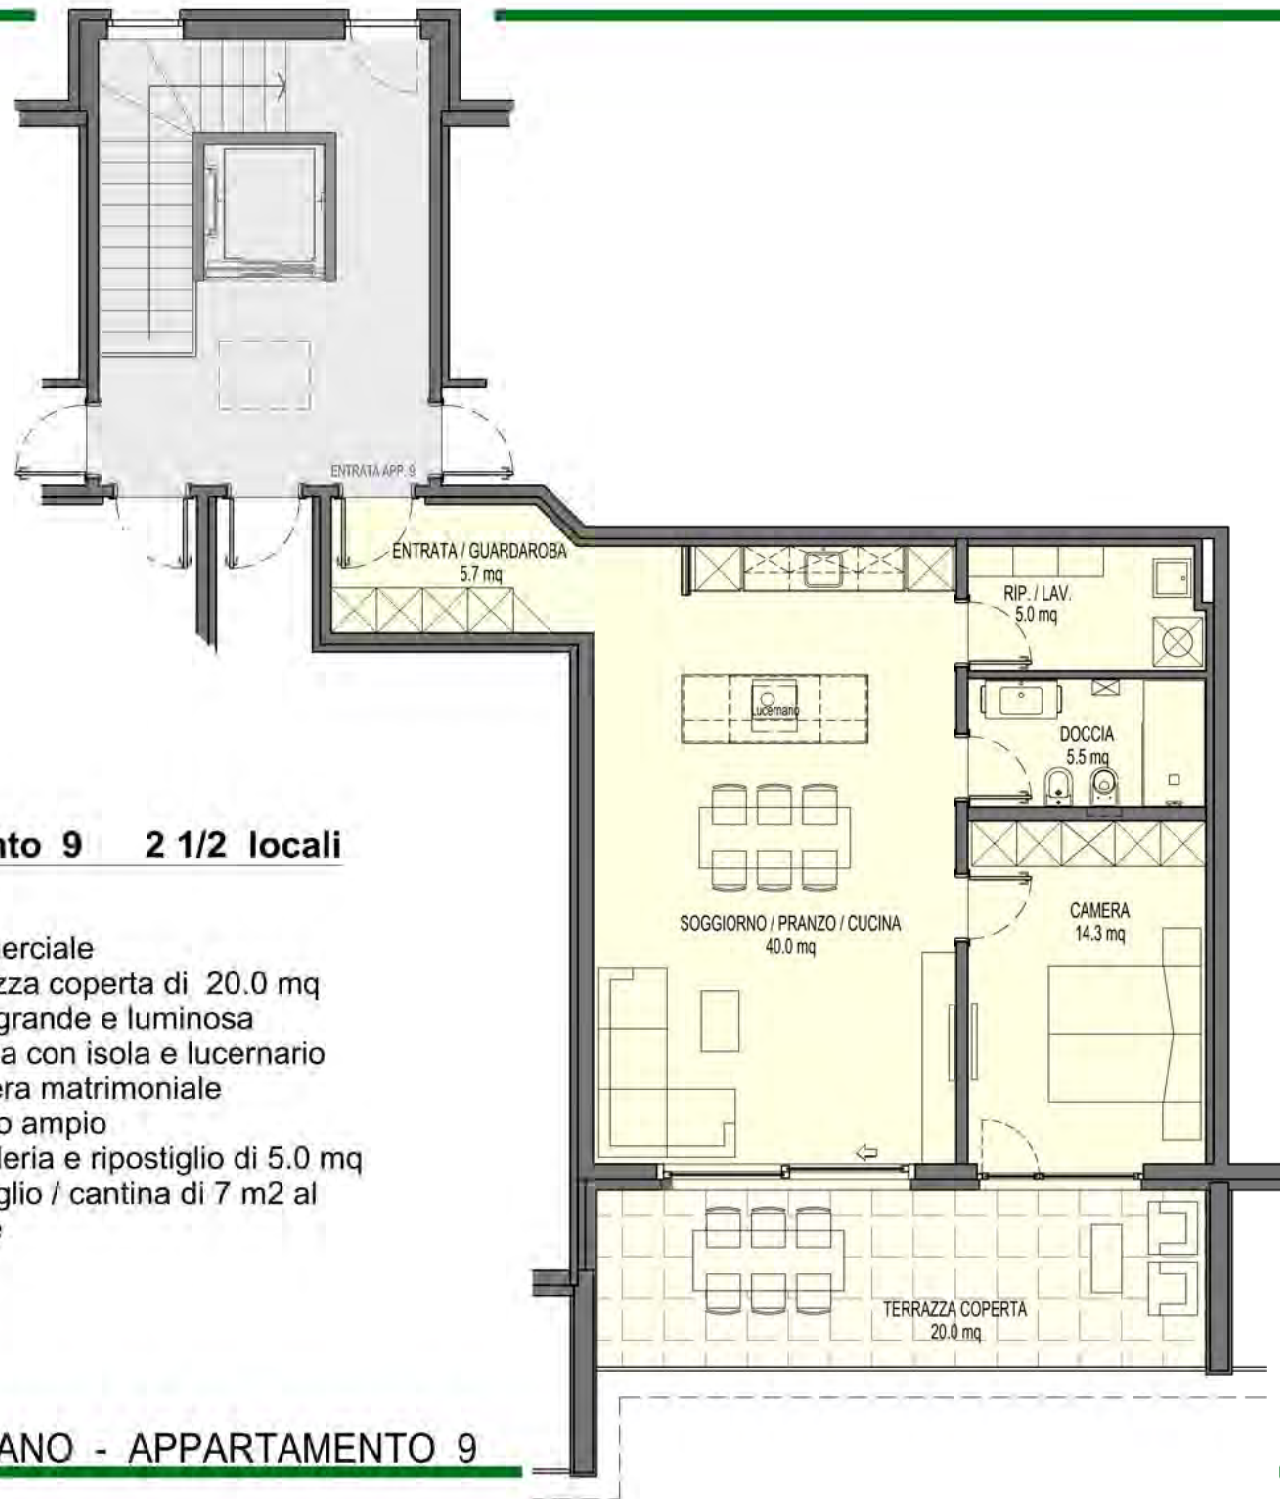 ENTRATA APP. 9
ENTRATA / GUARDAROBA
5.7 mq
RIP. / LAV.
5.0 mq
Lucernario
DOCCIA
5.5 mq
nto 9 2 1/2 locali
SOGGIORNO / PRANZO / CUCINA
40.0 mq
CAMERA
14.3 mq
erciale
zza coperta di 20.0 mq
grande e luminosa
a con isola e lucernario
era matrimoniale
o ampio
deria e ripostiglio di 5.0 mq
glio / cantina di 7 m2 al
e
TERRAZZA COPERTA
20.0 mq
ANO - APPARTAMENTO 9